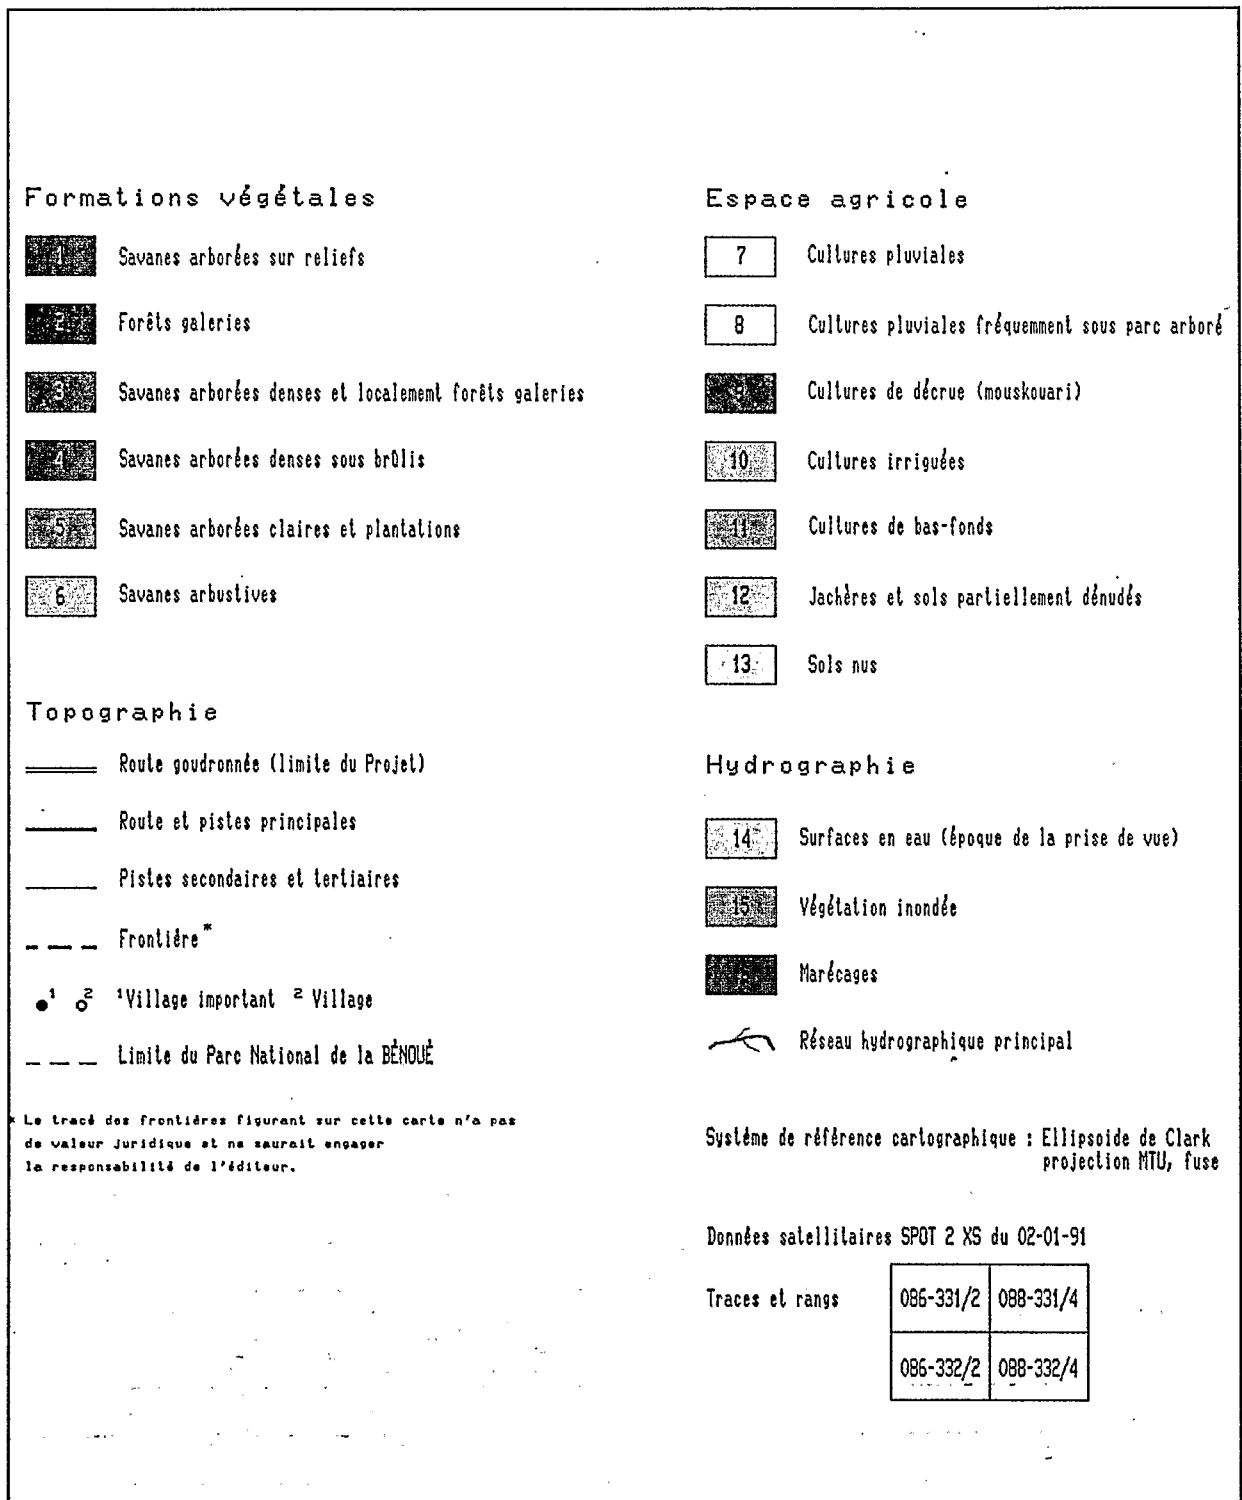 Formations végétales
1 Savanes arborées sur reliefs
2 Forêts galeries
3 Savanes arborées denses et localememt forêts galeries
4 Savanes arborées denses sous brûlis
5 Savanes arborées claires et plantations
6 Savanes arbustives
Topographie
Route goudronnée (limite du Projet)
Route et pistes principales
Pistes secondaires et tertiaires
Frontiére*
1 2 1Village important 2 Village
Limite du Parc National de la BÉNOUÉ
* Le tracé des frontiéres figurant sur cette carte n'a pas
de valeur juridique et ne saurait engager
la responsabilité de l'éditeur.
Espace agricole
7 Cultures pluviales
8 Cultures pluviales fréquemment sous parc arboré
9 Cultures de décrue (mouskouari)
10 Cultures irriguées
11 Cultures de bas-fonds
12 Jachères et sols partiellement dénudés
13 Sols nus
Hydrographie
14 Surfaces en eau (époque de la prise de vue)
15 Végétation inondée
Marécages
Réseau hydrographique principal
Systéme de référence cartographique : Ellipsoide de Clark
projection MTU, fuse
Données satellitaires SPOT 2 XS du 02-01-91
Traces et rangs
086-331/2 088-331/4
086-332/2 088-332/4